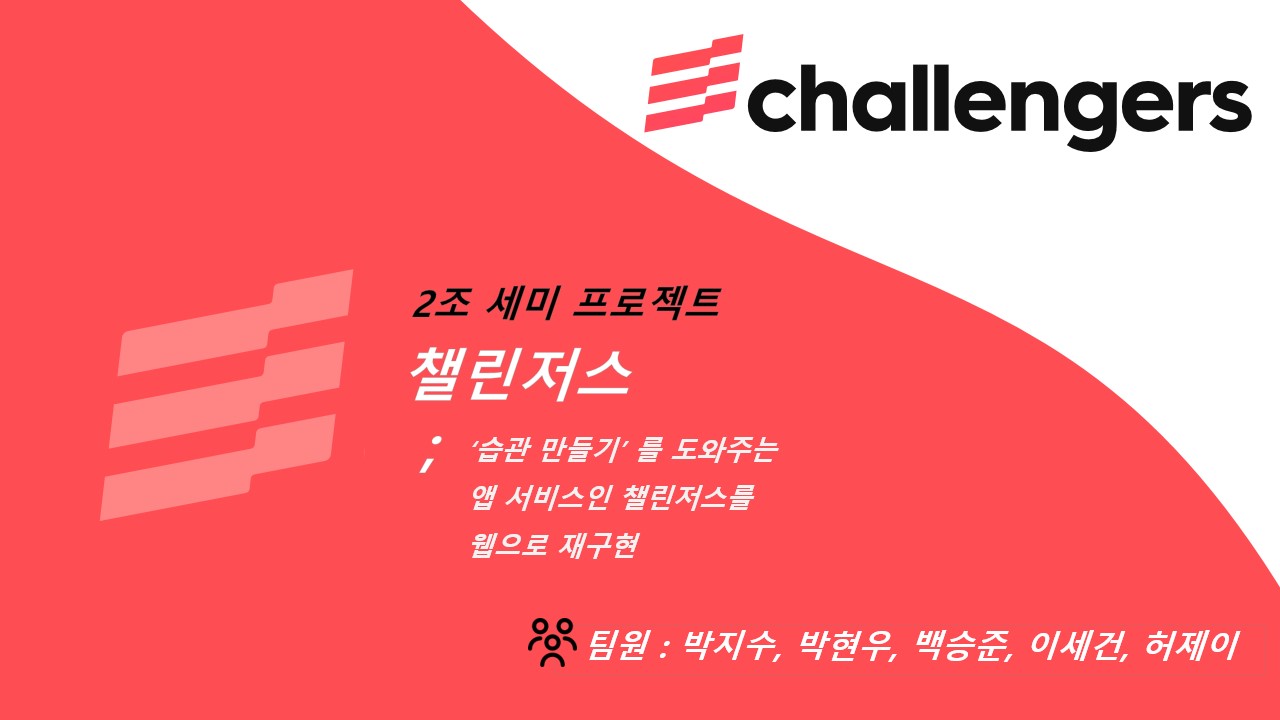 challengers
2조 세미 프로젝트
챌린저스
; ‘습관 만들기’ 를 도와주는
앱 서비스인 챌린저스를
웹으로 재구현
팀원 : 박지수, 박현우, 백승준, 이세건, 허제이